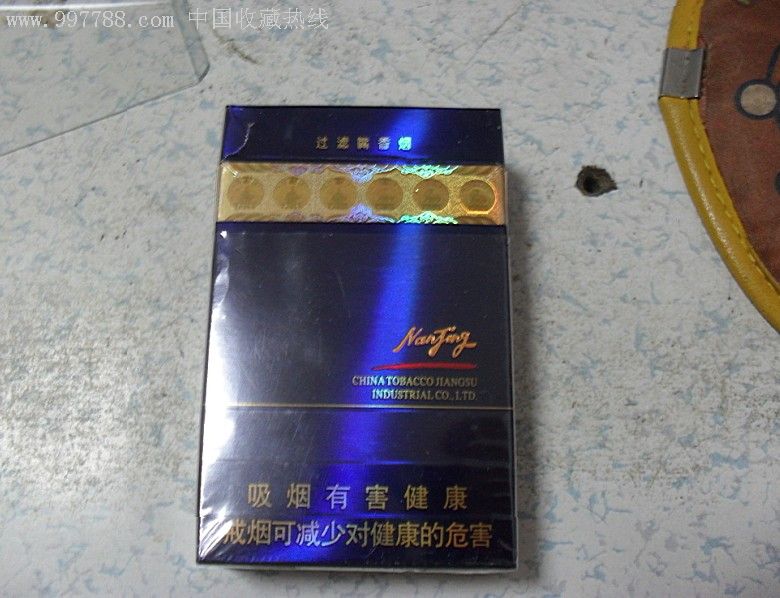 www.997788.com 中国收藏热线
过滤嘴香烟
NanJing
CHINA TOBACCO JIANGSU
INDUSTRIAL CO., LTD.
吸烟有害健康
戒烟可减少对健康的危害